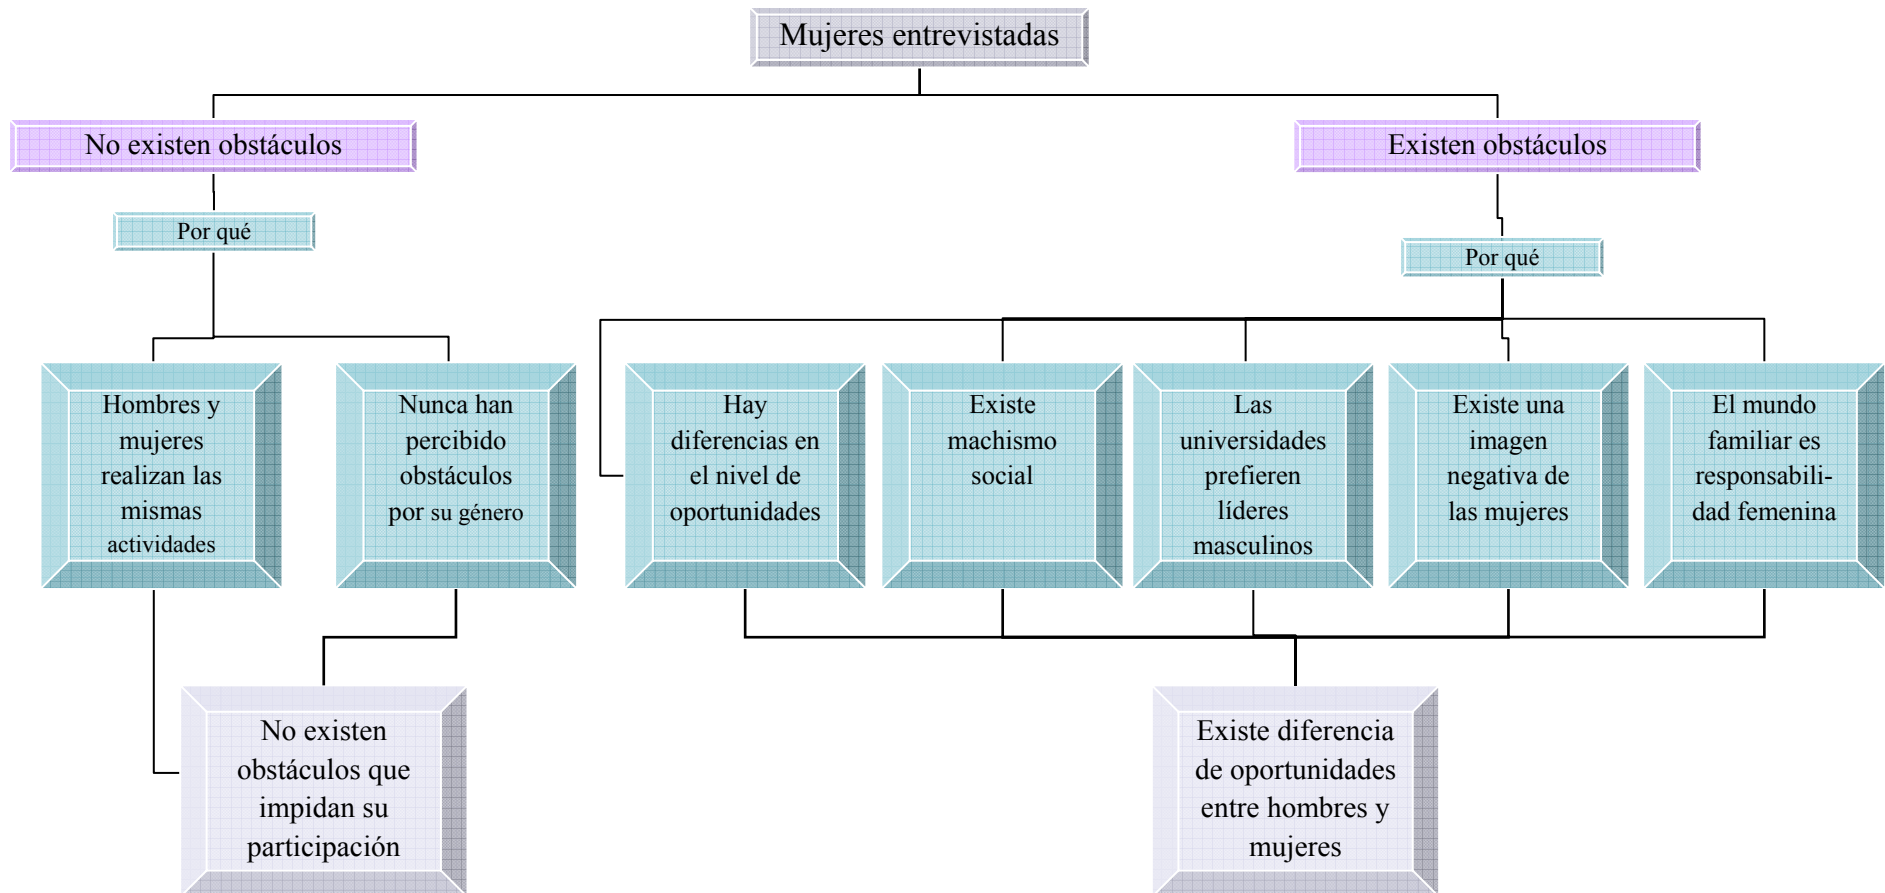 Mujeres entrevistadas
No existen obstáculos
Existen obstáculos
Por qué
Por qué
Hombres y
mujeres
realizan las
mismas
actividades
Nunca han
percibido
obstáculos
por su género
Hay
diferencias en
el nivel de
oportunidades
Existe
machismo
social
Las
universidades
prefieren
líderes
masculinos
Existe una
imagen
negativa de
las mujeres
El mundo
familiar es
responsabili-
dad femenina
No existen
obstáculos que
impidan su
participación
Existe diferencia
de oportunidades
entre hombres y
mujeres